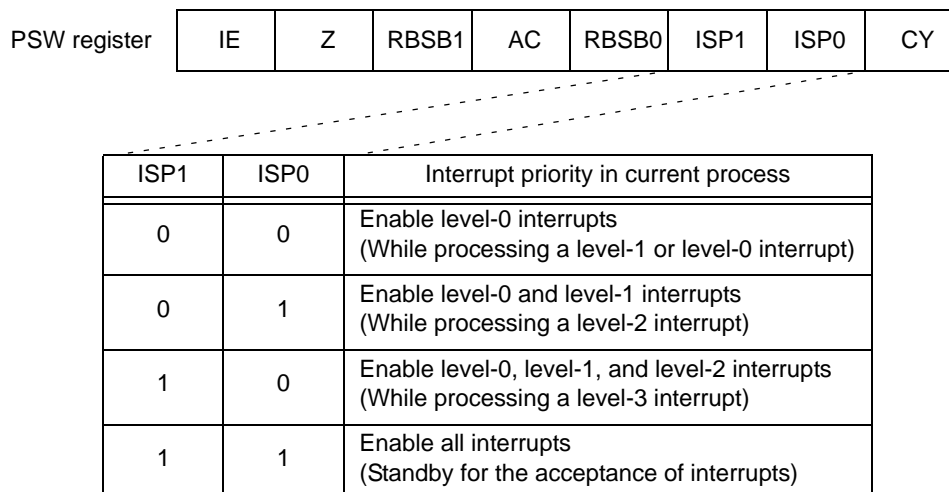 PSW register IE Z RBSB1 AC RBSB0 ISP1 ISP0 CY
ISP1 ISP0 Interrupt priority in current process
0 0 Enable level-0 interrupts
(While processing a level-1 or level-0 interrupt)
0 1 Enable level-0 and level-1 interrupts
(While processing a level-2 interrupt)
1 0 Enable level-0, level-1, and level-2 interrupts
(While processing a level-3 interrupt)
1 1 Enable all interrupts
(Standby for the acceptance of interrupts)